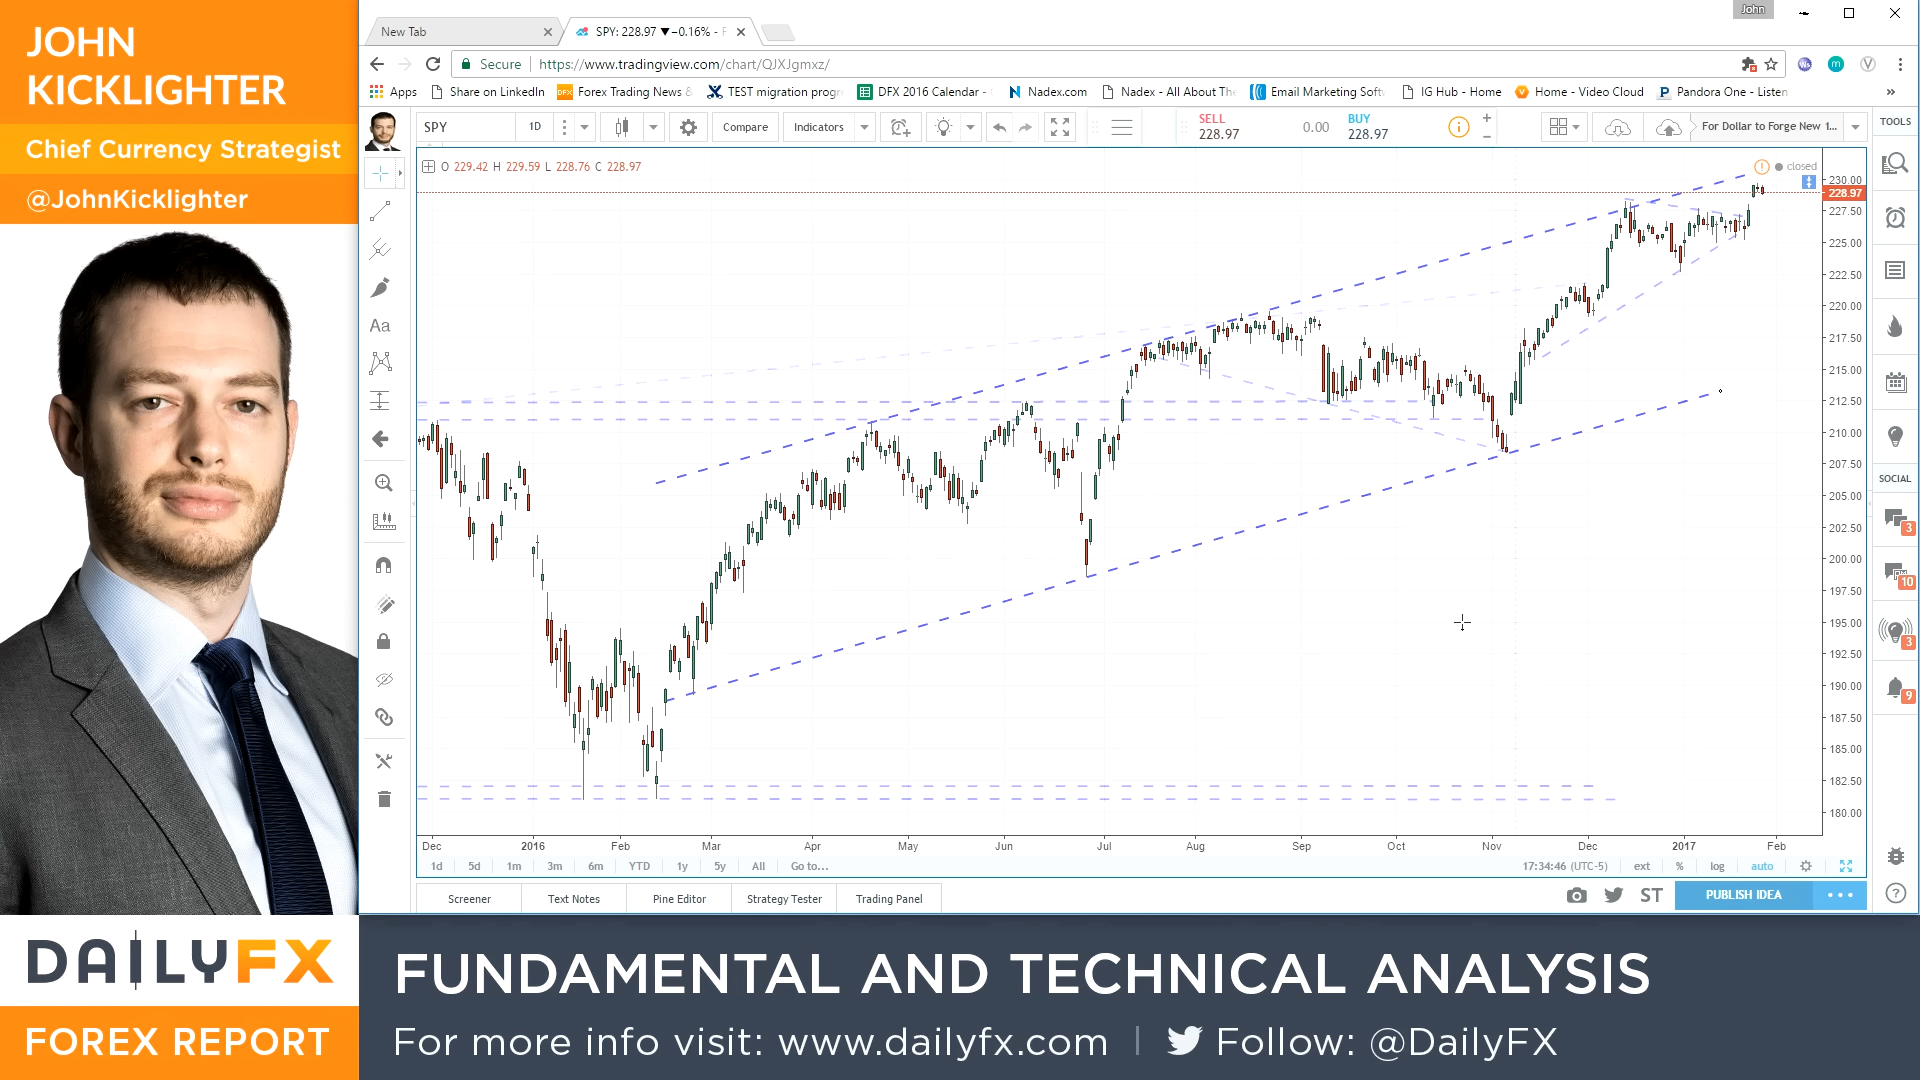 JOHN
KICKLIGHTER
Chief Currency Strategist
@JohnKicklighter
John
New Tab
SPY: 228.97 ▼−0.16% -
Secure
https://www.tradingview.com/chart/QJXJgmxz/
Apps
Share on LinkedIn
Forex Trading News &
TEST migration progr
DFX 2016 Calendar -
Nadex.com
Nadex - All About The
Email Marketing Soft
IG Hub - Home
Home - Video Cloud
Pandora One - Listen
»
SPY
1D
Compare
Indicators
SELL
228.97
0.00
BUY
228.97
For Dollar to Forge New 1...
TOOLS
O 229.42 H 229.59 L 228.76 C 228.97
closed
230.00
228.97
227.50
225.00
222.50
220.00
217.50
215.00
212.50
210.00
207.50
205.00
202.50
200.00
197.50
195.00
192.50
190.00
187.50
185.00
182.50
180.00
Aa
SOCIAL
3
10
3
9
Dec 2016 Feb Mar Apr May Jun Jul Aug Sep Oct Nov Dec 2017 Feb
1d 5d 1m 3m 6m YTD 1y 5y All Go to...
17:34:46 (UTC-5) ext % log auto
Screener
Text Notes
Pine Editor
Strategy Tester
Trading Panel
ST
PUBLISH IDEA
DAILYFX
FOREX REPORT
FUNDAMENTAL AND TECHNICAL ANALYSIS
For more info visit: www.dailyfx.com | Follow: @DailyFX